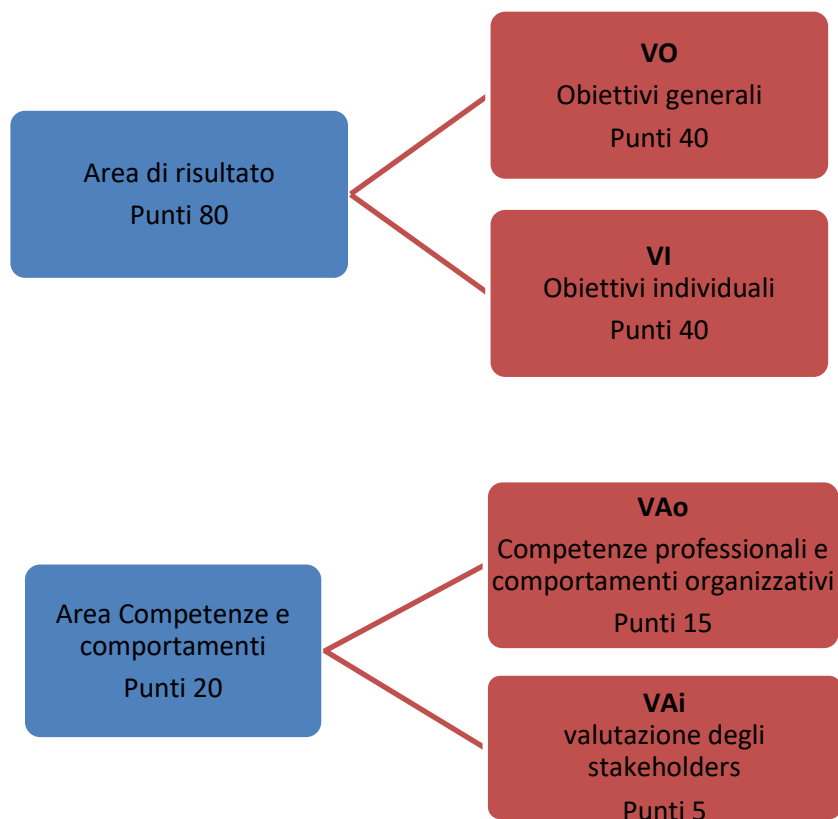 Area di risultato
Punti 80
VO
Obiettivi generali
Punti 40
VI
Obiettivi individuali
Punti 40
Area Competenze e
comportamenti
Punti 20
VAo
Competenze professionali e
comportamenti organizzativi
Punti 15
VAi
valutazione degli
stakeholders
Punti 5